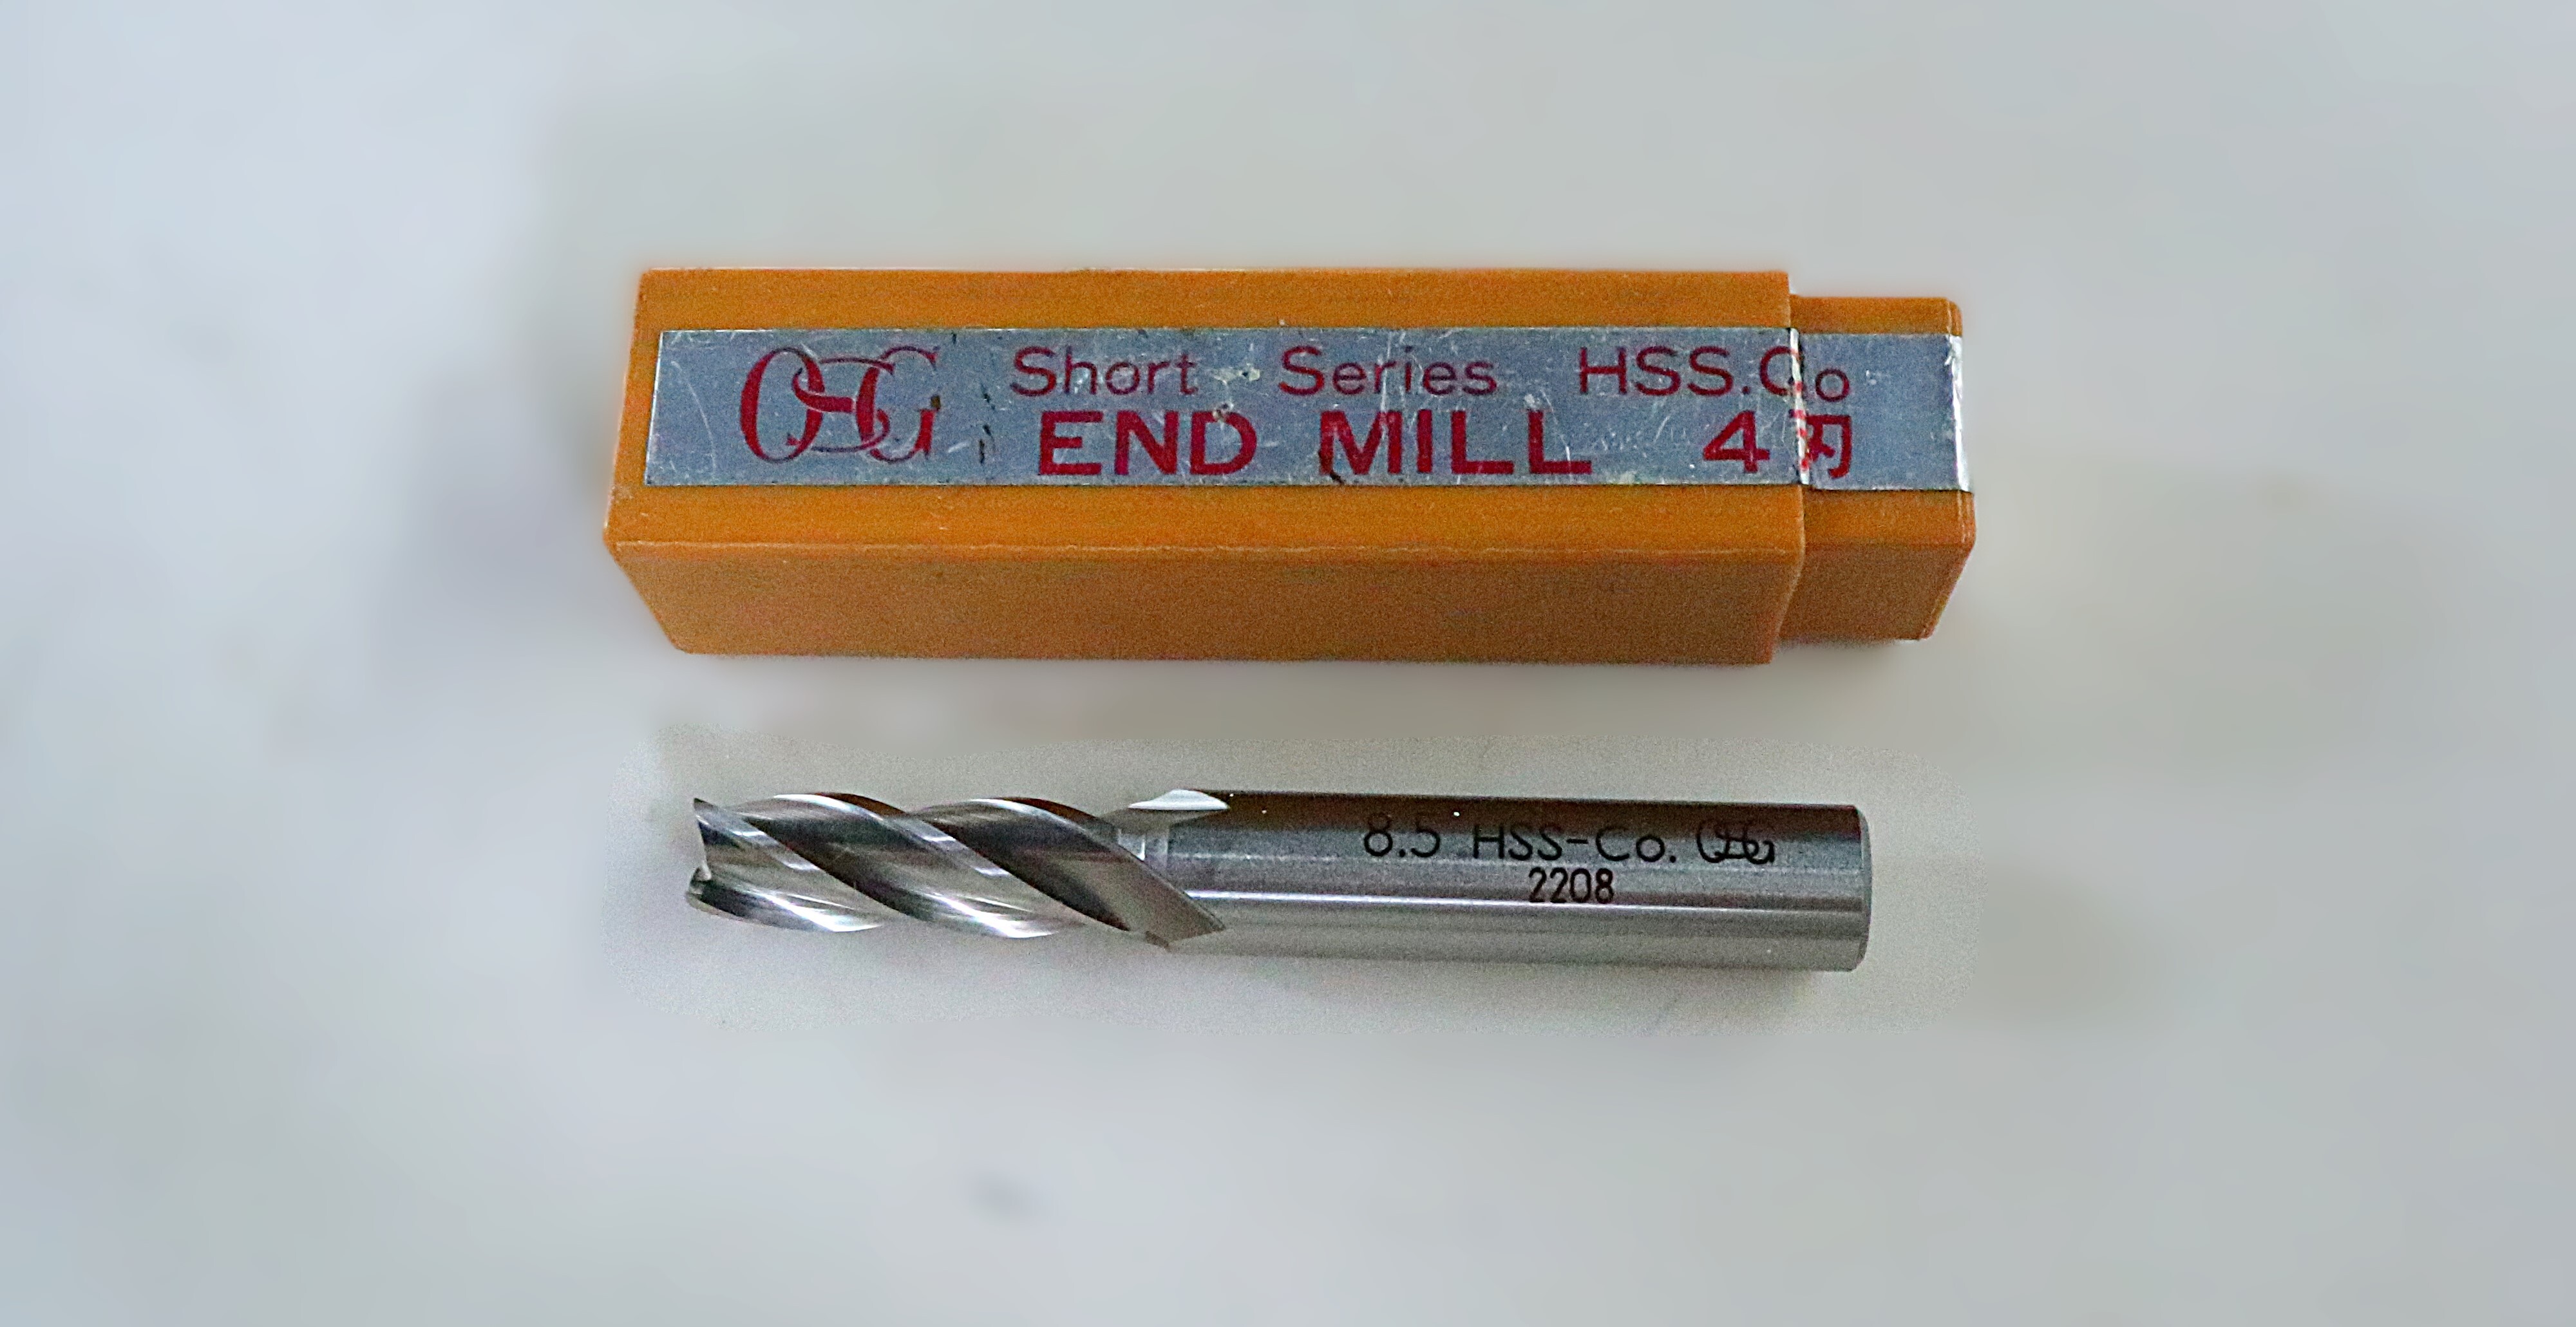 OSG Short Series HSS.Co
END MILL 4刃
8.5 HSS-Co. OSG
2208